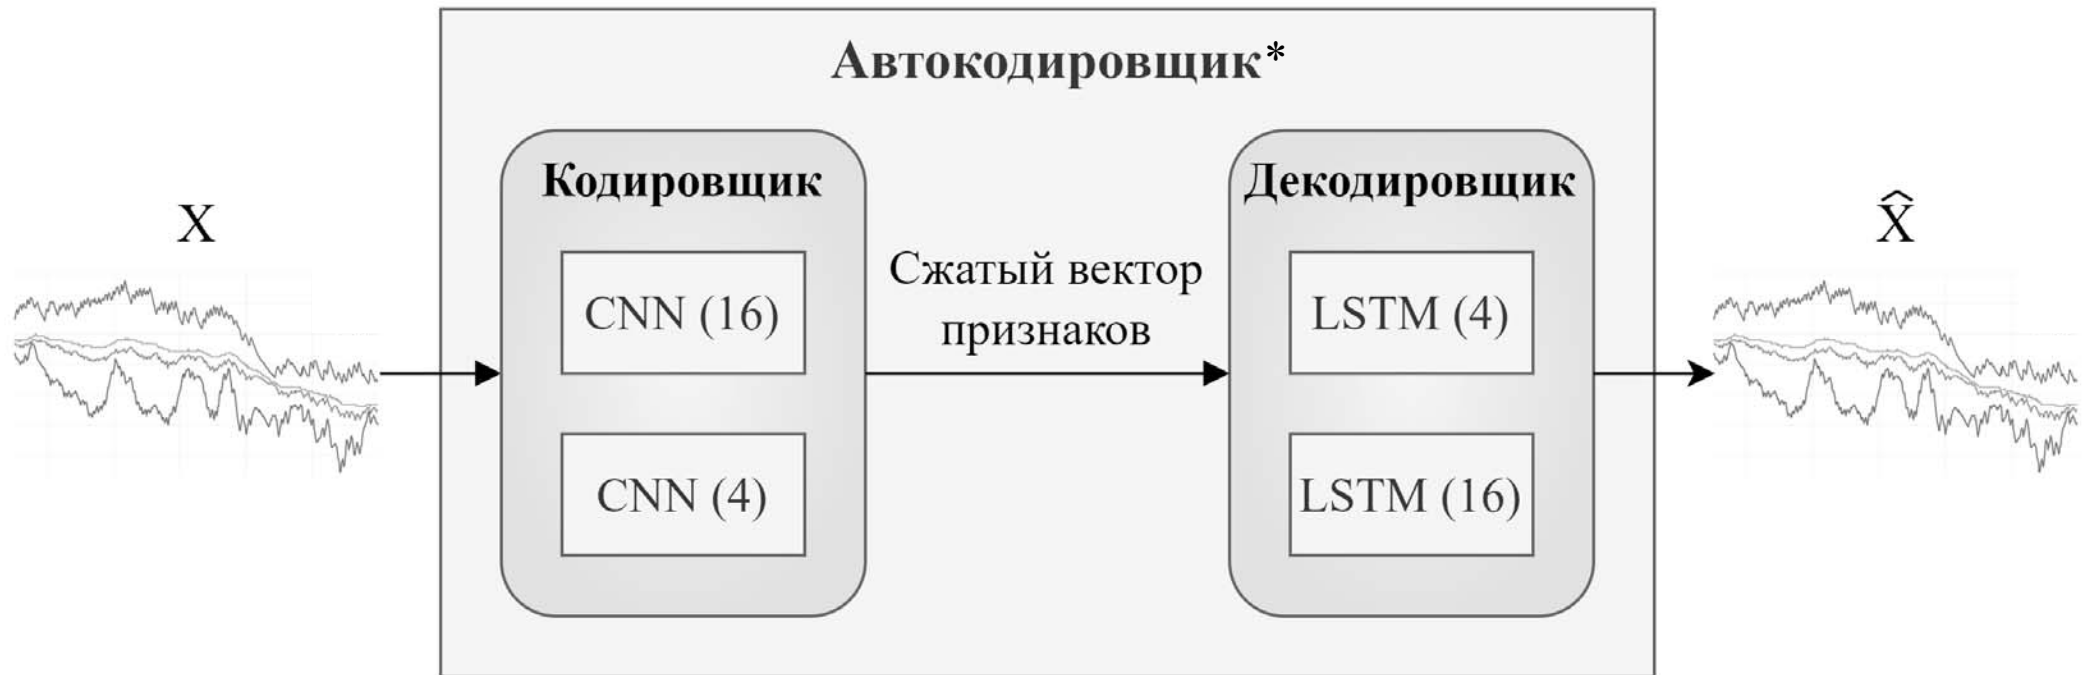 Автокодировщик*
X
Кодировщик
CNN (16)
CNN (4)
Сжатый вектор
признаков
Декодировщик
LSTM (4)
LSTM (16)
X̂